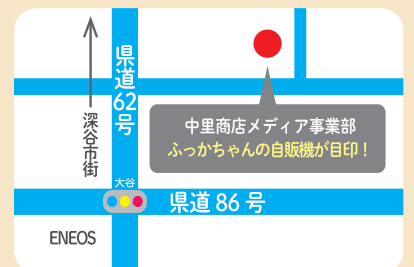 県道62号
深谷市街
中里商店メディア事業部
ふっかちゃんの自販機が目印！
大谷
県道 86 号
ENEOS